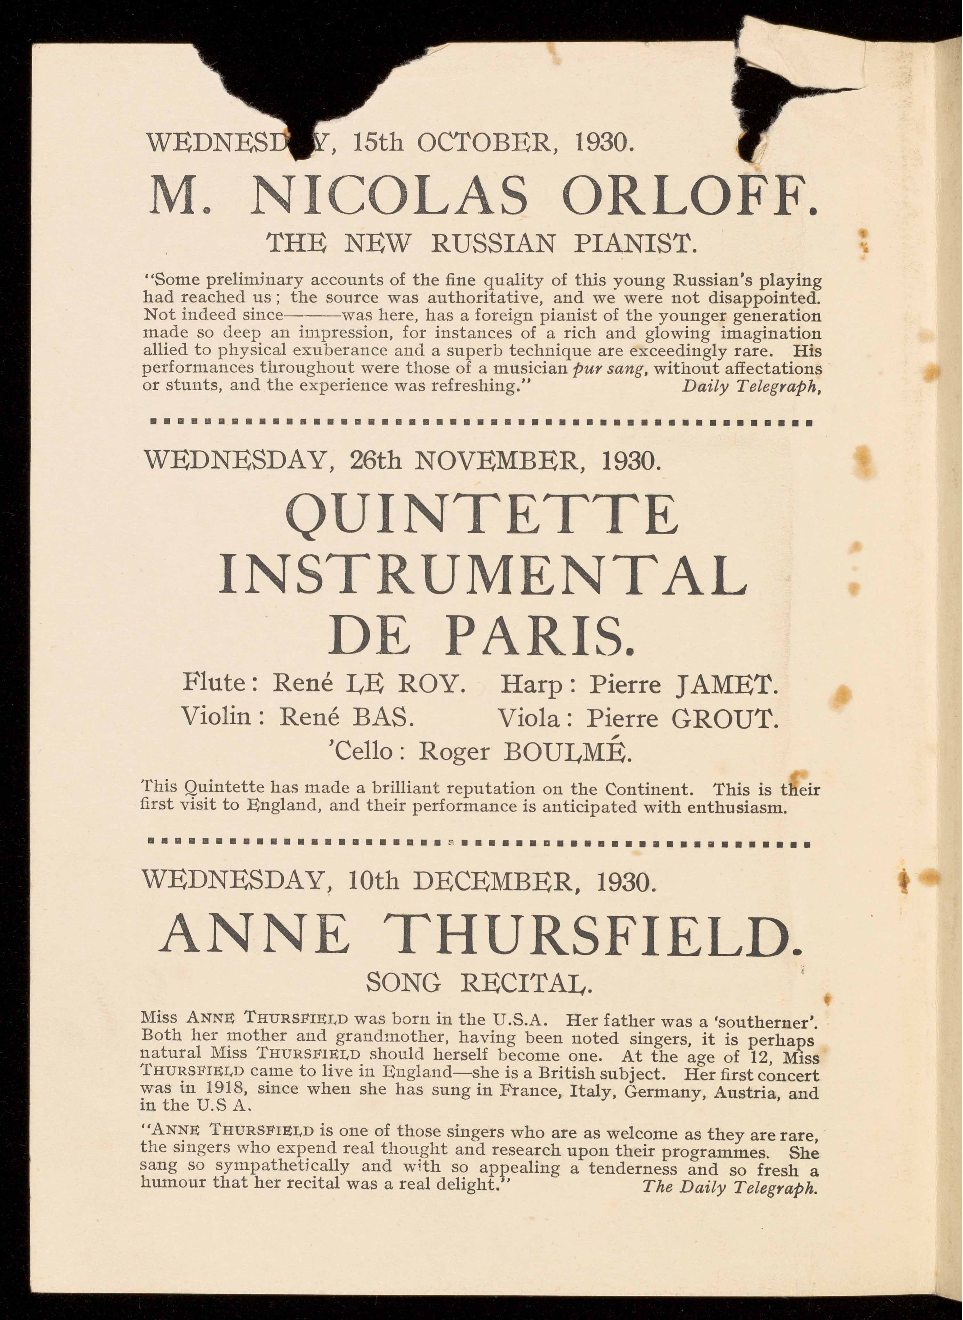 WEDNESD Y, 15th OCTOBER, 1930.
M. NICOLAS ORLOFF.
THE NEW RUSSIAN PIANIST.
"Some preliminary accounts of the fine quality of this young Russian's playing
had reached us; the source was authoritative, and we were not disappointed.
Not indeed since———was here, has a foreign pianist of the younger generation
made so deep an impression, for instances of a rich and glowing imagination
allied to physical exuberance and a superb technique are exceedingly rare. His
performances throughout were those of a musician pur sang, without affectations
or stunts, and the experience was refreshing." Daily Telegraph,
WEDNESDAY, 26th NOVEMBER, 1930.
QUINTETTE
INSTRUMENTAL
DE PARIS.
Flute: René LE ROY. Harp: Pierre JAMET.
Violin: René BAS. Viola: Pierre GROUT.
'Cello: Roger BOULMÉ.
This Quintette has made a brilliant reputation on the Continent. This is their
first visit to England, and their performance is anticipated with enthusiasm.
WEDNESDAY, 10th DECEMBER, 1930.
ANNE THURSFIELD.
SONG RECITAL.
Miss ANNE THURSFIELD was born in the U.S.A. Her father was a 'southerner'.
Both her mother and grandmother, having been noted singers, it is perhaps
natural Miss THURSFIELD should herself become one. At the age of 12, Miss
THURSFIELD came to live in England—she is a British subject. Her first concert
was in 1918, since when she has sung in France, Italy, Germany, Austria, and
in the U.S A.
"ANNE THURSFIELD is one of those singers who are as welcome as they are rare,
the singers who expend real thought and research upon their programmes. She
sang so sympathetically and with so appealing a tenderness and so fresh a
humour that her recital was a real delight." The Daily Telegraph.